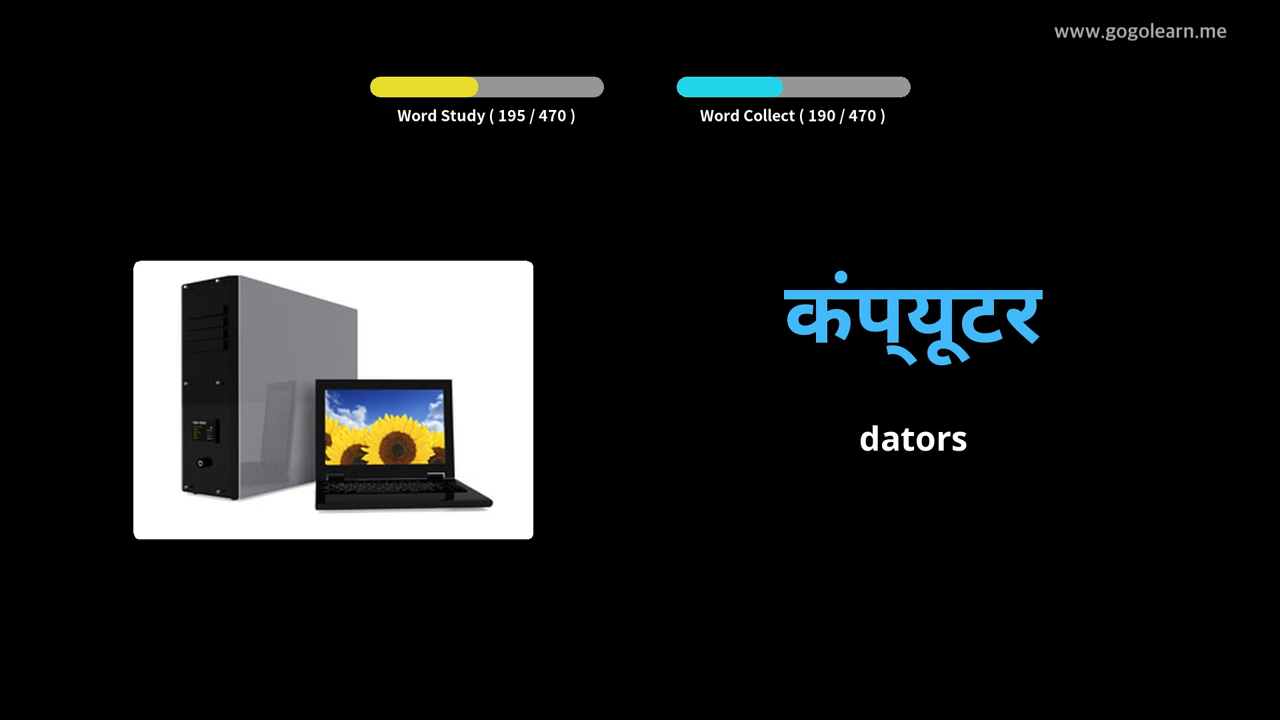 www.gogolearn.me
Word Study ( 195 / 470 )
Word Collect ( 190 / 470 )
कंप्यूटर
dators